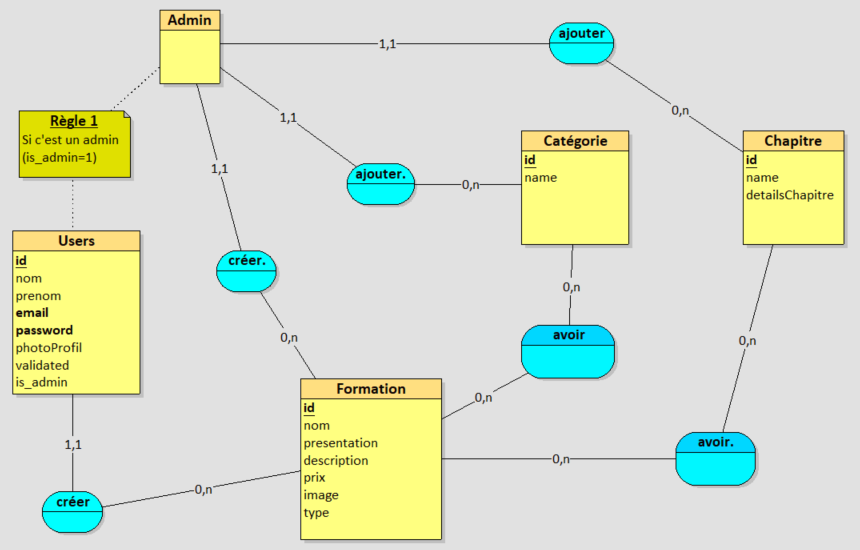 Admin
ajouter
1,1
0,n
Règle 1
Si c'est un admin
(is_admin=1)
1,1
Catégorie
id
name
Chapitre
id
name
detailsChapitre
1,1
ajouter.
0,n
Users
id
nom
prenom
email
password
photoProfil
validated
is_admin
créer.
0,n
0,n
avoir
0,n
Formation
id
nom
presentation
description
prix
image
type
0,n
0,n
avoir.
1,1
0,n
créer